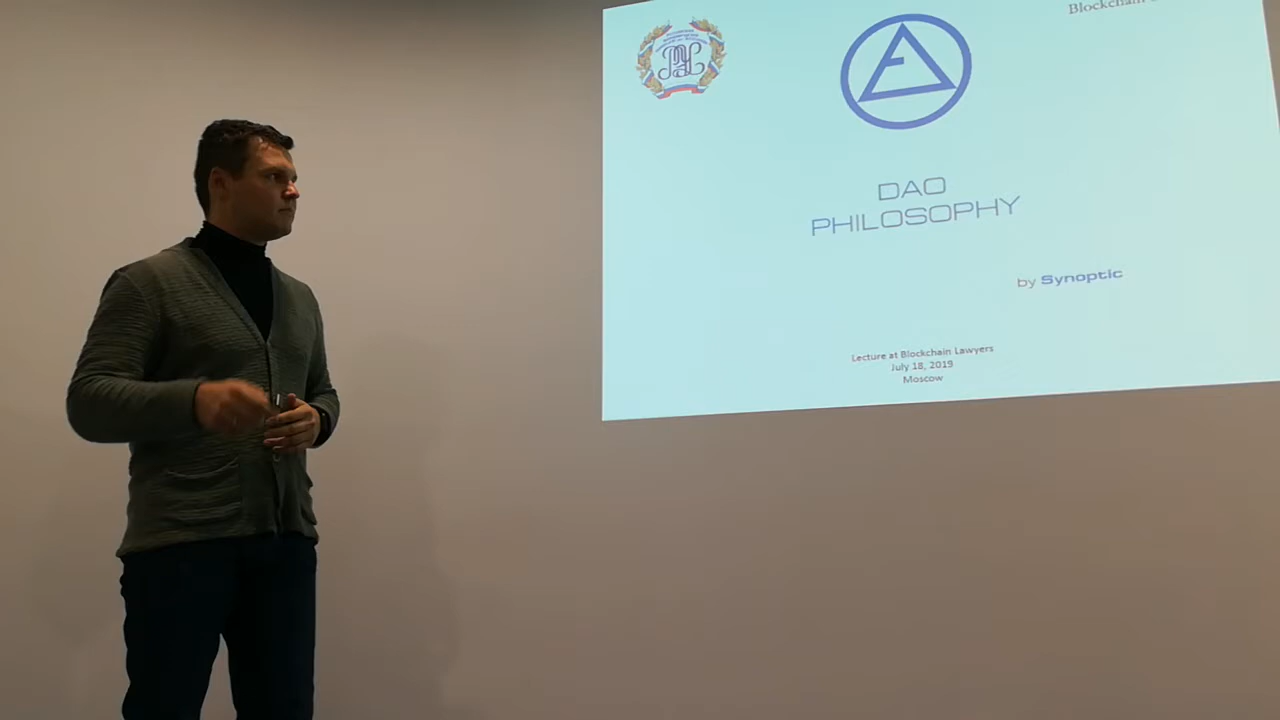 Blockchain
DAO
PHILOSOPHY
by Synoptic
Lecture at Blockchain Lawyers
July 18, 2019
Moscow